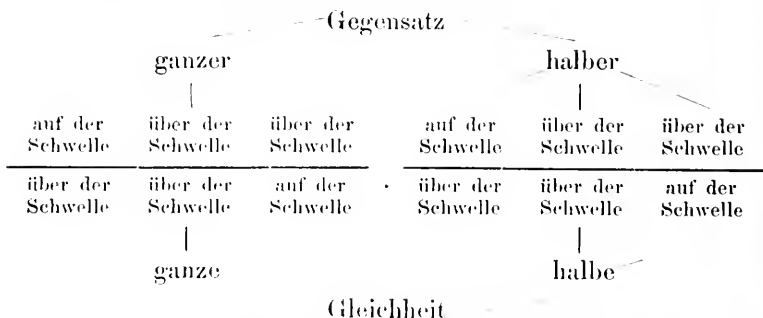 Gegensatz
ganzer halber
auf der über der über der auf der über der über der
Schwelle Schwelle Schwelle Schwelle Schwelle Schwelle
über der über der auf der über der über der auf der
Schwelle Schwelle Schwelle Schwelle Schwelle Schwelle
ganze halbe
Gleichheit